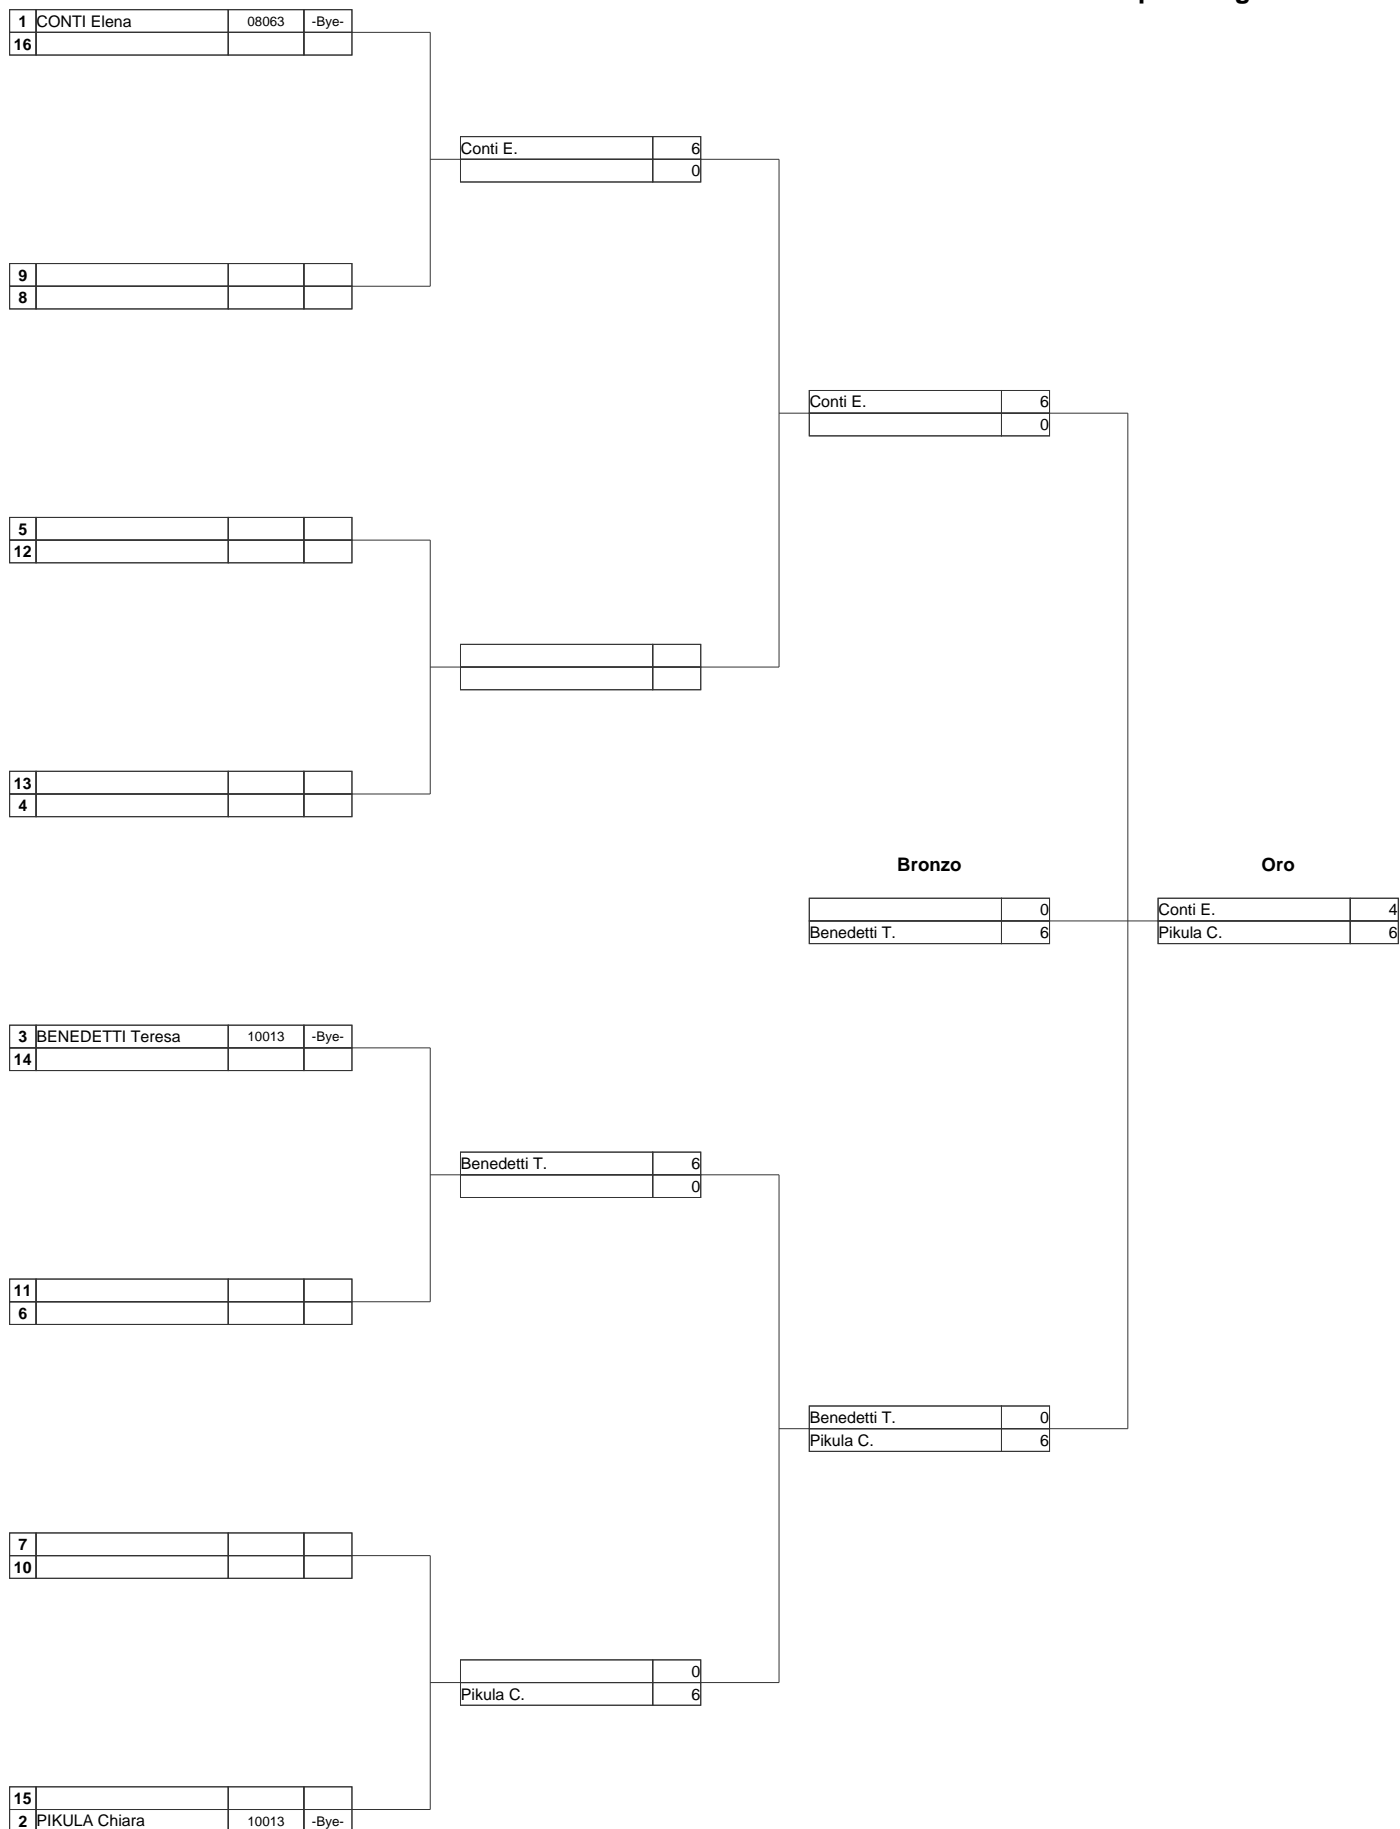 1 CONTI Elena 08063 -Bye-
16
Conti E. 6
0
9
8
Conti E. 6
0
5
12
13
4
Bronzo Oro
0 Conti E. 4
Benedetti T. 6 Pikula C. 6
3 BENEDETTI Teresa 10013 -Bye-
14
Benedetti T. 6
0
11
6
Benedetti T. 0
Pikula C. 6
7
10
0
Pikula C. 6
15
2 PIKULA Chiara 10013 -Bye-